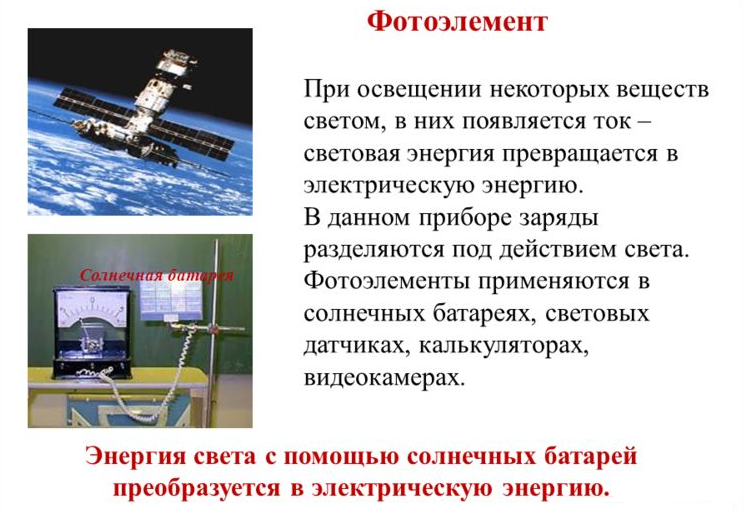 Фотоэлемент
При освещении некоторых веществ
светом, в них появляется ток –
световая энергия превращается в
электрическую энергию.
В данном приборе заряды
разделяются под действием света.
Фотоэлементы применяются в
солнечных батареях, световых
датчиках, калькуляторах,
видеокамерах.
Солнечная батарея
Энергия света с помощью солнечных батарей
преобразуется в электрическую энергию.